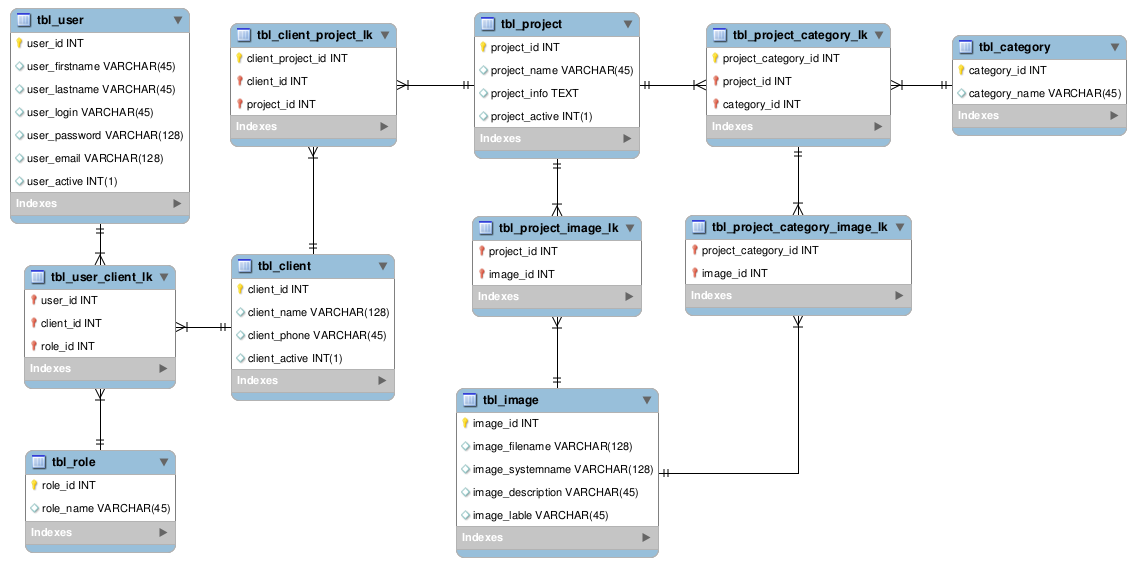 tbl_user
user_id INT
user_firstname VARCHAR(45)
user_lastname VARCHAR(45)
user_login VARCHAR(45)
user_password VARCHAR(128)
user_email VARCHAR(128)
user_active INT(1)
Indexes
tbl_client_project_lk
client_project_id INT
client_id INT
project_id INT
Indexes
tbl_project
project_id INT
project_name VARCHAR(45)
project_info TEXT
project_active INT(1)
Indexes
tbl_project_category_lk
project_category_id INT
project_id INT
category_id INT
Indexes
tbl_category
category_id INT
category_name VARCHAR(45)
Indexes
tbl_user_client_lk
user_id INT
client_id INT
role_id INT
Indexes
tbl_client
client_id INT
client_name VARCHAR(128)
client_phone VARCHAR(45)
client_active INT(1)
Indexes
tbl_project_image_lk
project_id INT
image_id INT
Indexes
tbl_project_category_image_lk
project_category_id INT
image_id INT
Indexes
tbl_role
role_id INT
role_name VARCHAR(45)
Indexes
tbl_image
image_id INT
image_filename VARCHAR(128)
image_systemname VARCHAR(128)
image_description VARCHAR(45)
image_lable VARCHAR(45)
Indexes